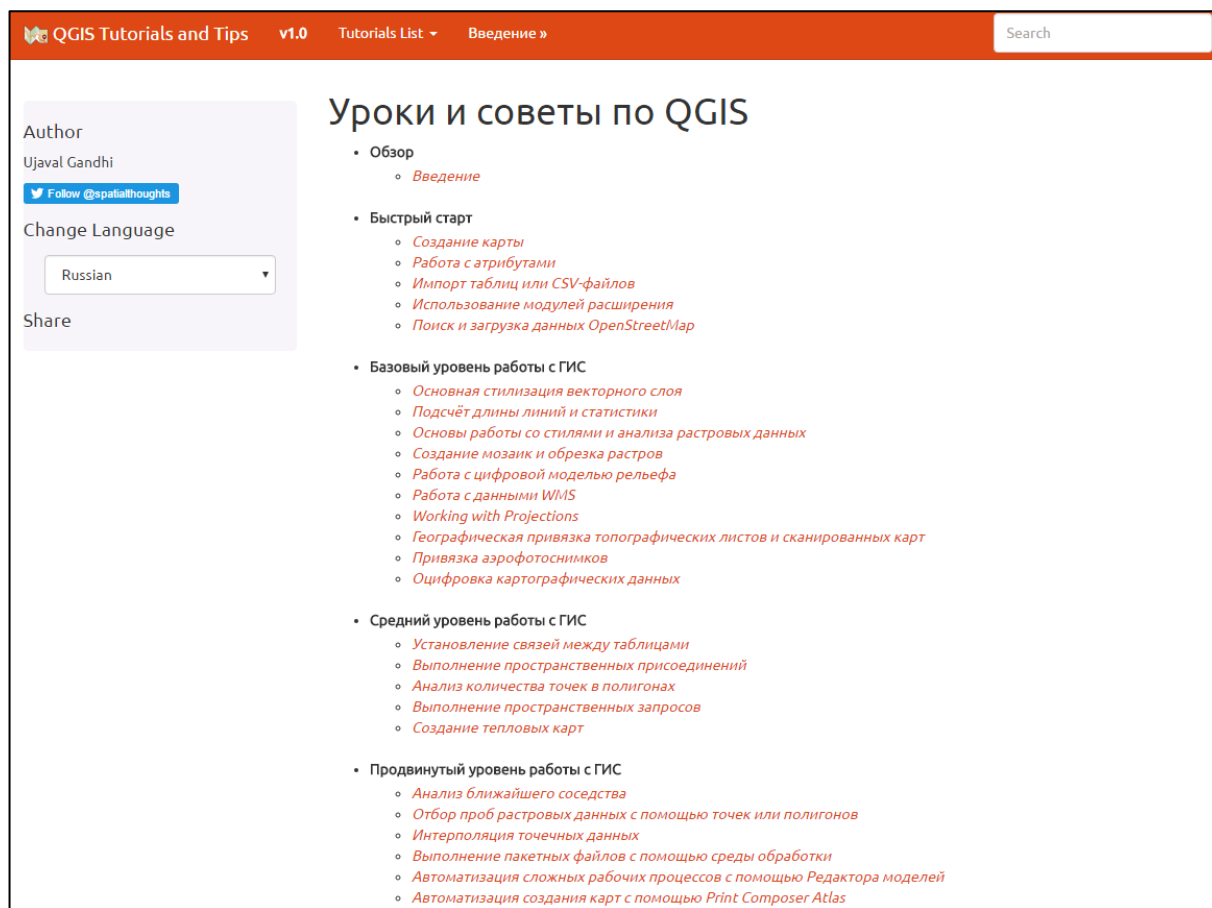 QGIS Tutorials and Tips v1.0 Tutorials List Введение » Search
Author
Ujaval Gandhi
Follow @spatialthoughts
Change Language
Russian
Share
Уроки и советы по QGIS
Обзор
Введение
Быстрый старт
Создание карты
Работа с атрибутами
Импорт таблиц или CSV-файлов
Использование модулей расширения
Поиск и загрузка данных OpenStreetMap
Базовый уровень работы с ГИС
Основная стилизация векторного слоя
Подсчёт длины линий и статистики
Основы работы со стилями и анализа растровых данных
Создание мозаик и обрезка растров
Работа с цифровой моделью рельефа
Работа с данными WMS
Working with Projections
Географическая привязка топографических листов и сканированных карт
Привязка аэрофотоснимков
Оцифровка картографических данных
Средний уровень работы с ГИС
Установление связей между таблицами
Выполнение пространственных присоединений
Анализ количества точек в полигонах
Выполнение пространственных запросов
Создание тепловых карт
Продвинутый уровень работы с ГИС
Анализ ближайшего соседства
Отбор проб растровых данных с помощью точек или полигонов
Интерполяция точечных данных
Выполнение пакетных файлов с помощью среды обработки
Автоматизация сложных рабочих процессов с помощью Редактора моделей
Автоматизация создания карт с помощью Print Composer Atlas